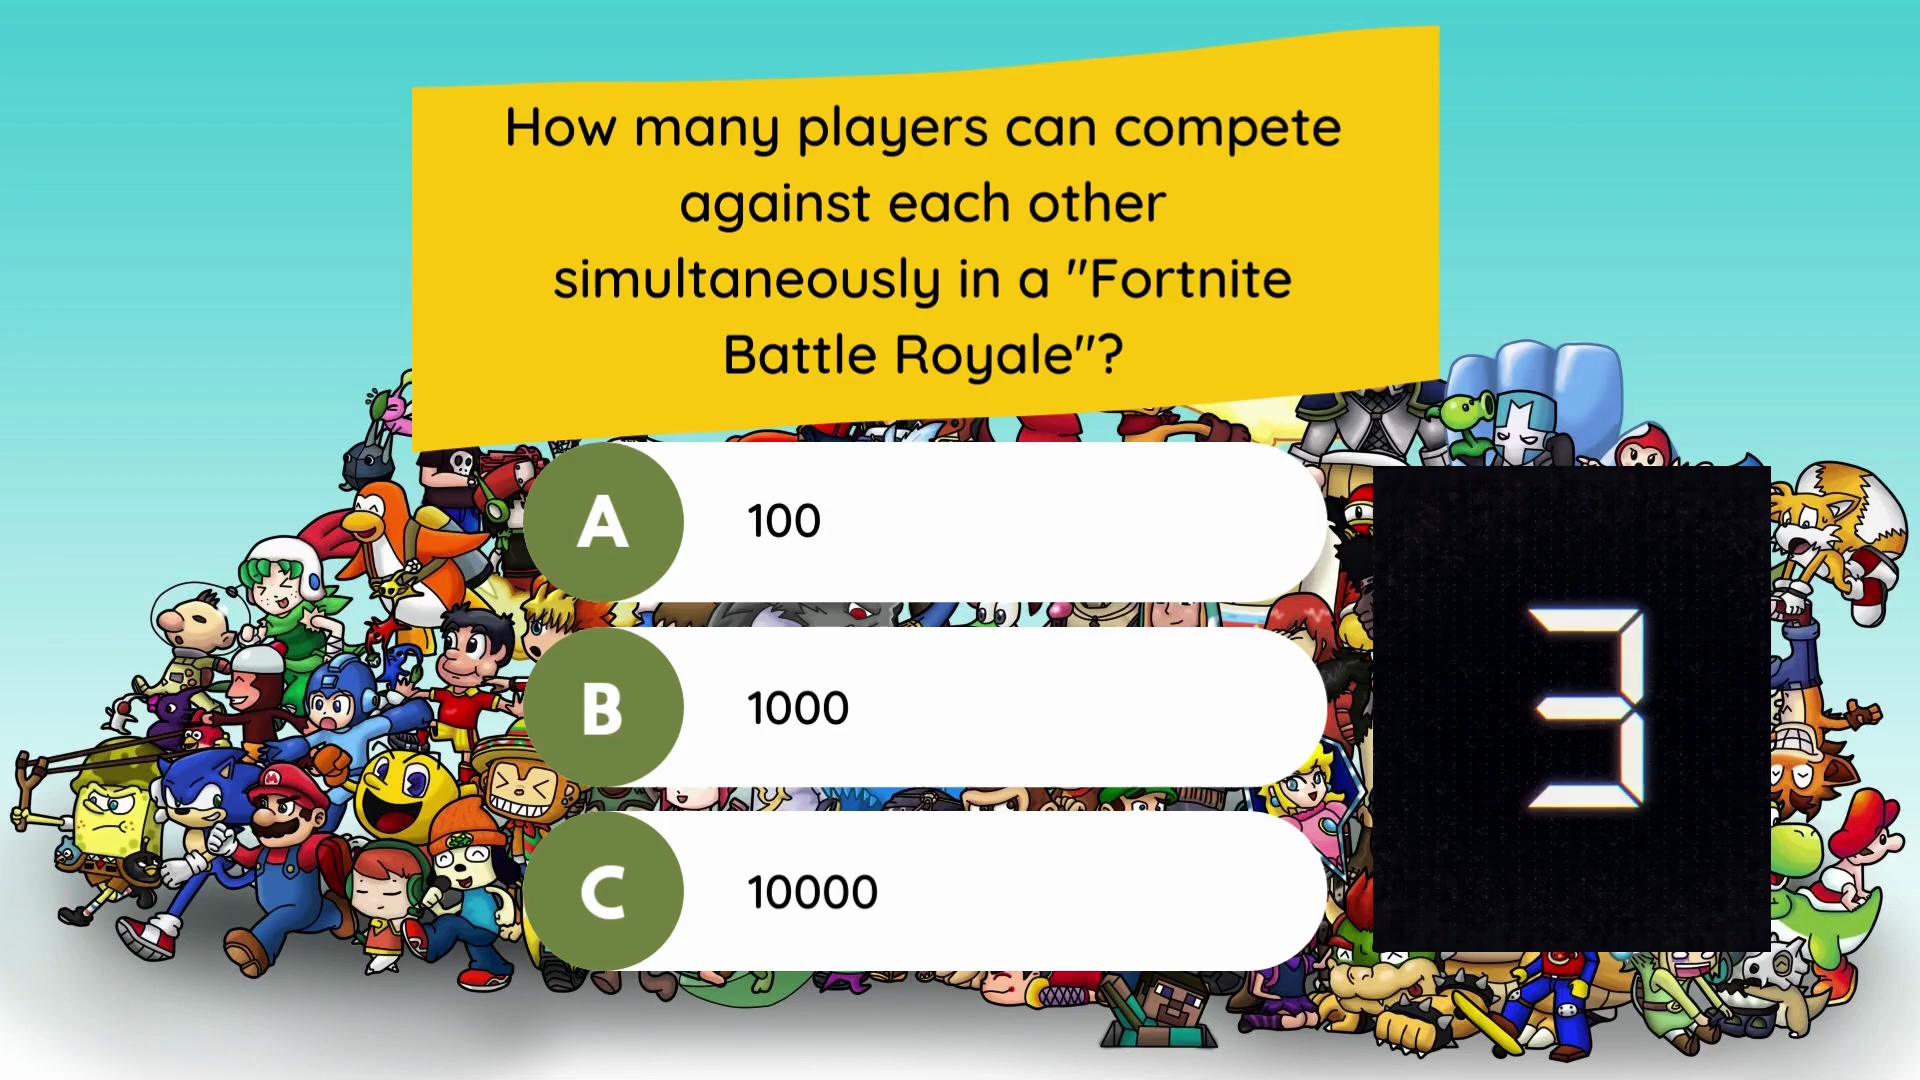 How many players can compete
against each other
simultaneously in a "Fortnite
Battle Royale"?
A 100
B 1000
3
C 10000